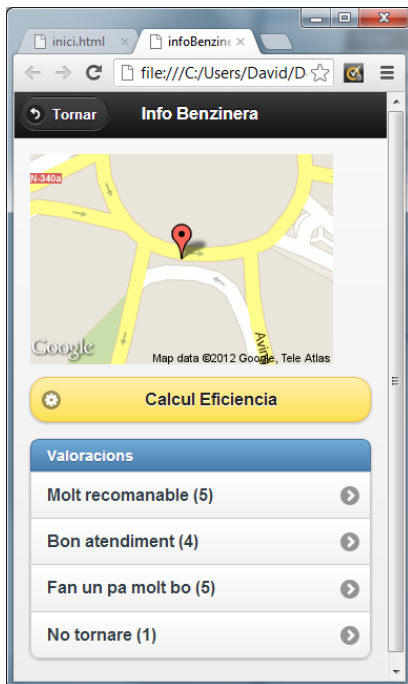 inici.html
infoBenzine
file:///C:/Users/David/D
Tornar
Info Benzinera
N-340a
Google
Aving
Map data ©2012 Google, Tele Atlas
Calcul Eficiencia
Valoracions
Molt recomanable (5)
Bon atendiment (4)
Fan un pa molt bo (5)
No tornare (1)